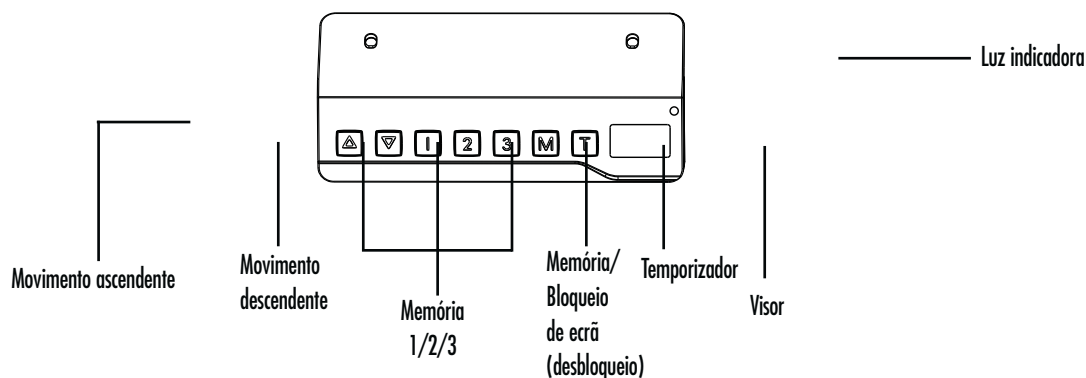 Luz indicadora
1 2 3 M T
Movimento ascendente
Movimento
descendente
Memória
1/2/3
Memória/
Bloqueio
de ecrã
(desbloqueio)
Temporizador
Visor